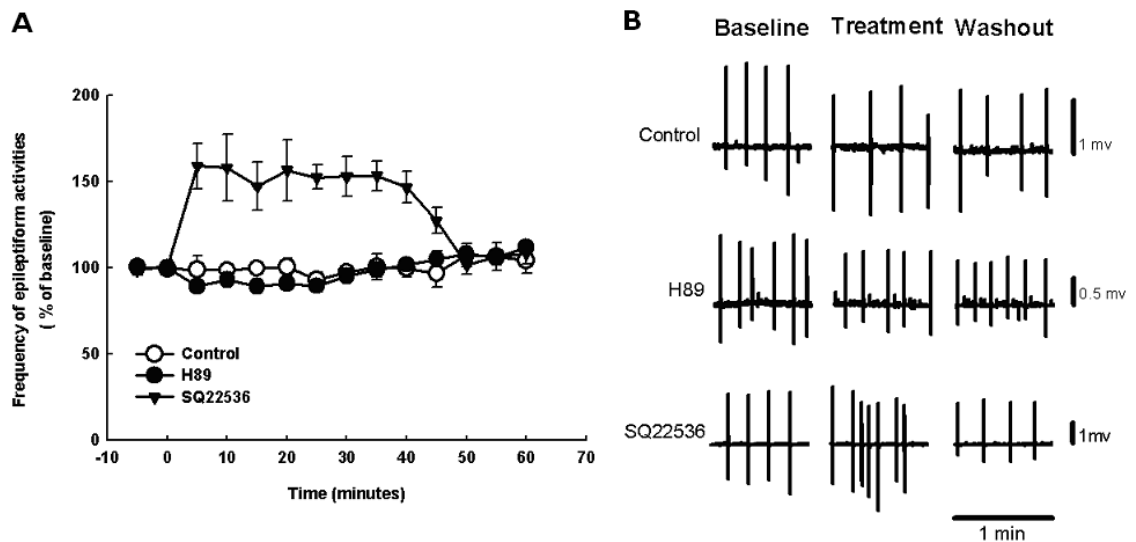 A
200
150
100
50
0
-10 0 10 20 30 40 50 60 70
Time (minutes)
Frequency of epileptiform activities
( % of baseline)
Control
H89
SQ22536
B
Baseline Treatment Washout
Control
1 mv
H89
0.5 mv
SQ22536
1mv
1 min